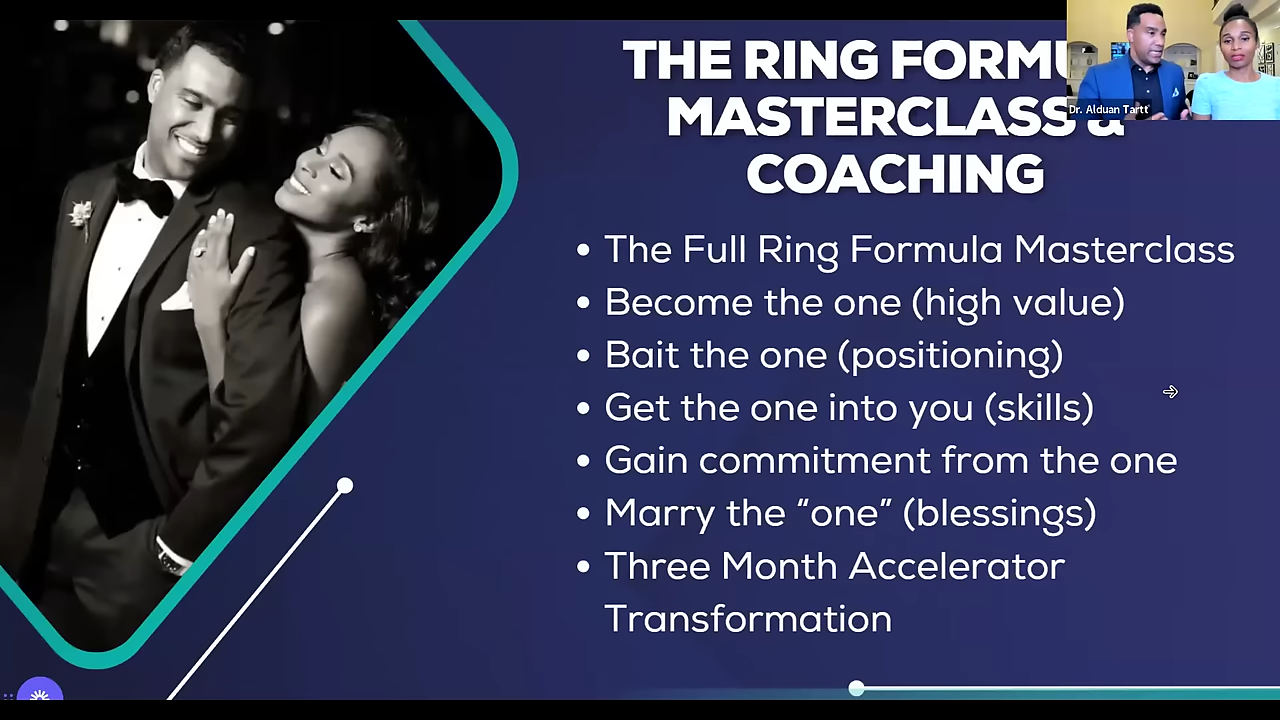 THE RING FORMU
MASTERCLASS &
COACHING
Dr. Alduan Tartt
• The Full Ring Formula Masterclass
• Become the one (high value)
• Bait the one (positioning)
• Get the one into you (skills)
• Gain commitment from the one
• Marry the “one” (blessings)
• Three Month Accelerator
Transformation